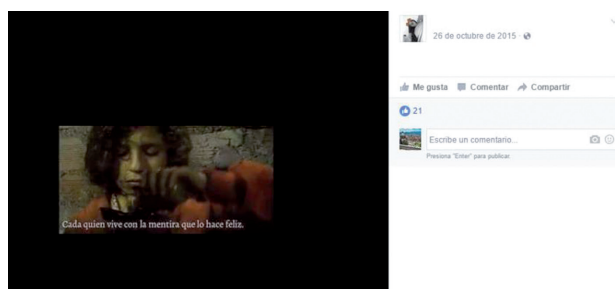 26 de octubre de 2015 ·
Me gusta Comentar Compartir
21
Cada quien vive con la mentira que lo hace feliz.
Escribe un comentario...
Presiona "Enter" para publicar.